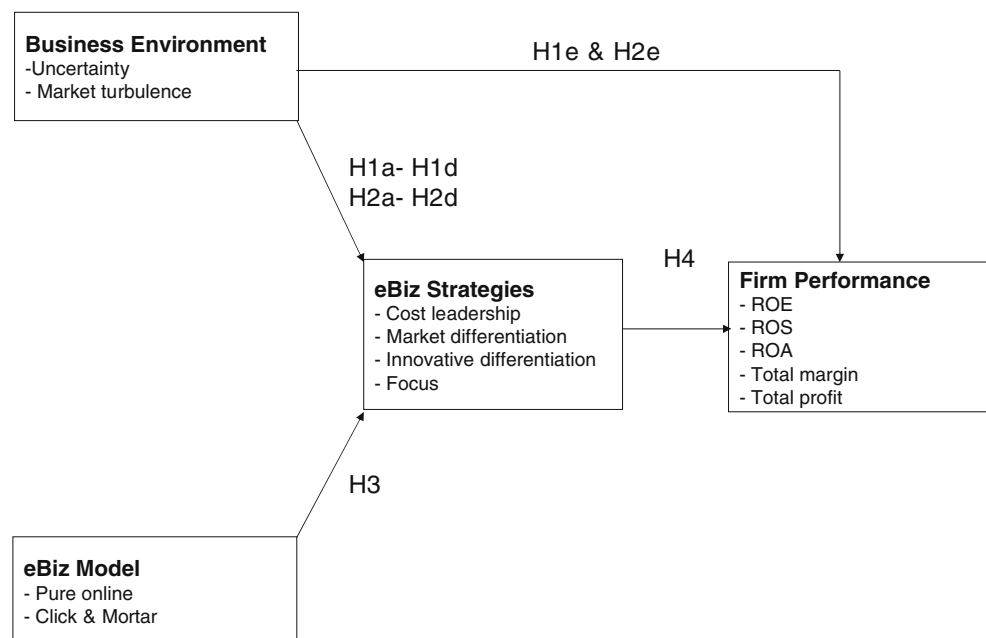 Business Environment
-Uncertainty
- Market turbulence
H1e & H2e
H1a- H1d
H2a- H2d
eBiz Strategies
- Cost leadership
- Market differentiation
- Innovative differentiation
- Focus
H4
Firm Performance
- ROE
- ROS
- ROA
- Total margin
- Total profit
H3
eBiz Model
- Pure online
- Click & Mortar